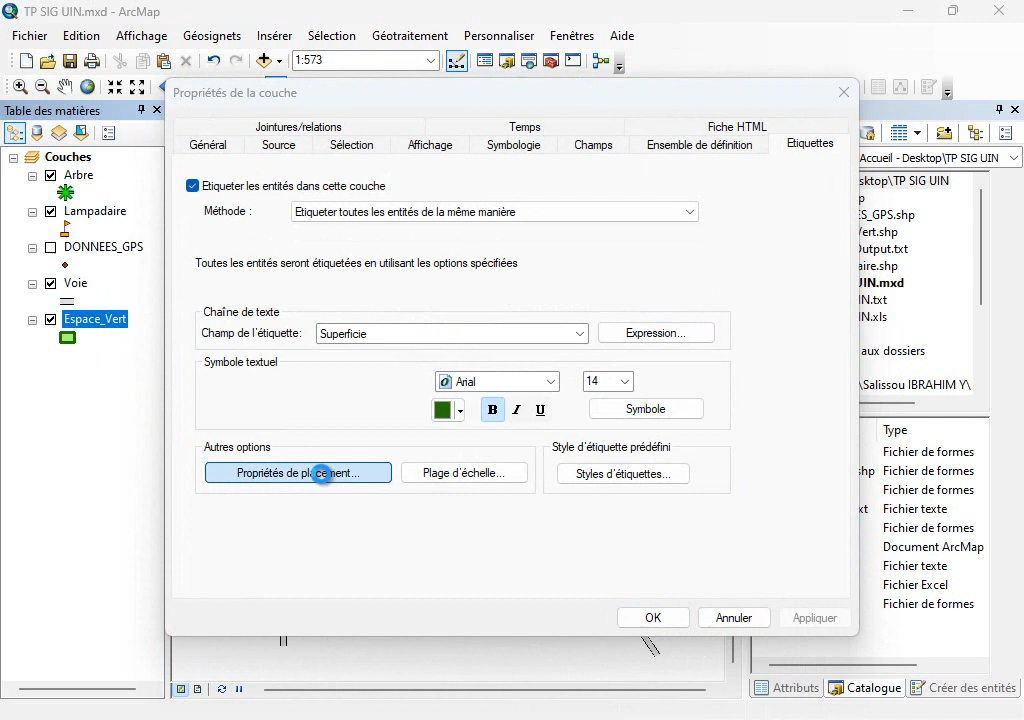 TP SIG UIN.mxd - ArcMap
Fichier Edition Affichage Géosignets Insérer Sélection Géotraitement Personnaliser Fenêtres Aide
1:573
Table des matières
Couches
Arbre
Lampadaire
DONNEES_GPS
Voie
Espace_Vert
Propriétés de la couche
Jointures/relations Temps Fiche HTML
Général Source Sélection Affichage Symbologie Champs Ensemble de définition Etiquettes
Etiqueter les entités dans cette couche
Méthode : Etiqueter toutes les entités de la même manière
Toutes les entités seront étiquetées en utilisant les options spécifiées
Chaîne de texte
Champ de l'étiquette: Superficie Expression...
Symbole textuel
Arial 14
B I U Symbole
Autres options
Propriétés de placement... Plage d'échelle...
Style d'étiquette prédéfini
Styles d'étiquettes...
OK Annuler Appliquer
Accueil - Desktop\TP SIG UIN
sktop\TP SIG UIN
p
ES_GPS.shp
Vert.shp
Output.txt
aire.shp
UIN.mxd
IN.txt
IN.xls
aux dossiers
\Salissou IBRAHIM Y\
Type
Fichier de formes
hp Fichier de formes
Fichier de formes
xt Fichier texte
Fichier de formes
Document ArcMap
Fichier texte
Fichier Excel
Fichier de formes
Attributs Catalogue Créer des entités